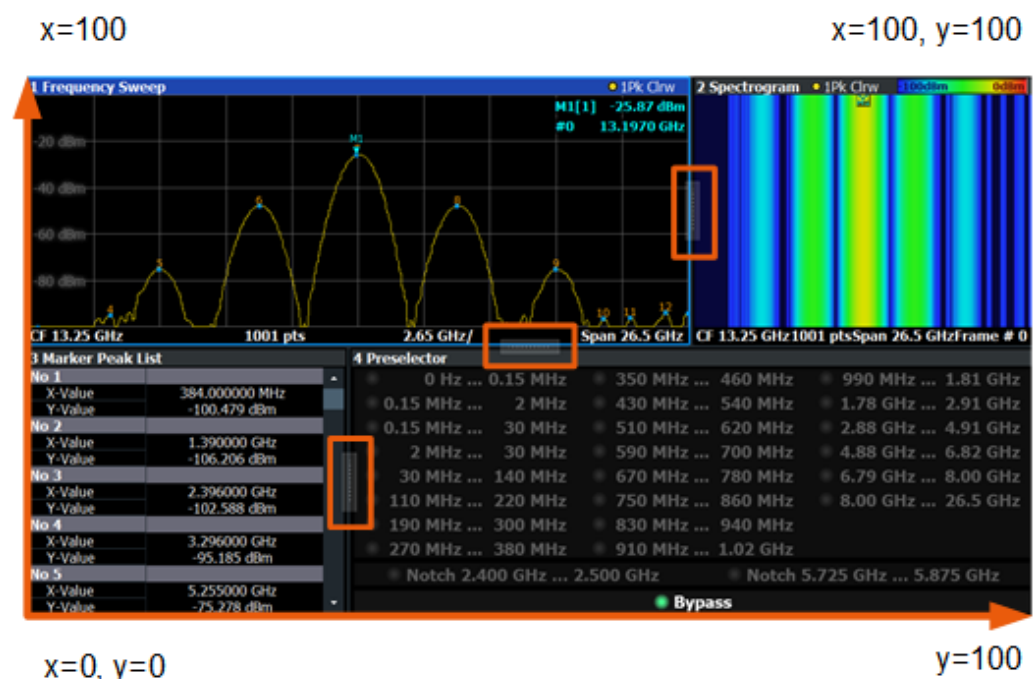 x=100
x=100, y=100
1 Frequency Sweep
1Pk Clrw
2 Spectrogram
1Pk Clrw
-100dBm
0dBm
M1[1] -25.87 dBm
#0 13.1970 GHz
M1
-20 dBm
-40 dBm
-60 dBm
-80 dBm
4
5
6
8
9
10
11
12
CF 13.25 GHz 1001 pts 2.65 GHz/ Span 26.5 GHz
CF 13.25 GHz 1001 pts Span 26.5 GHz Frame # 0
3 Marker Peak List
No 1
X-Value 384.000000 MHz
Y-Value -100.479 dBm
No 2
X-Value 1.390000 GHz
Y-Value -106.206 dBm
No 3
X-Value 2.396000 GHz
Y-Value -102.588 dBm
No 4
X-Value 3.296000 GHz
Y-Value -95.185 dBm
No 5
X-Value 5.255000 GHz
Y-Value -75.278 dBm
4 Preselector
0 Hz ... 0.15 MHz 350 MHz ... 460 MHz 990 MHz ... 1.81 GHz
0.15 MHz ... 2 MHz 430 MHz ... 540 MHz 1.78 GHz ... 2.91 GHz
0.15 MHz ... 30 MHz 510 MHz ... 620 MHz 2.88 GHz ... 4.91 GHz
2 MHz ... 30 MHz 590 MHz ... 700 MHz 4.88 GHz ... 6.82 GHz
30 MHz ... 140 MHz 670 MHz ... 780 MHz 6.79 GHz ... 8.00 GHz
110 MHz ... 220 MHz 750 MHz ... 860 MHz 8.00 GHz ... 26.5 GHz
190 MHz ... 300 MHz 830 MHz ... 940 MHz
270 MHz ... 380 MHz 910 MHz ... 1.02 GHz
Notch 2.400 GHz ... 2.500 GHz Notch 5.725 GHz ... 5.875 GHz
Bypass
x=0, y=0
y=100